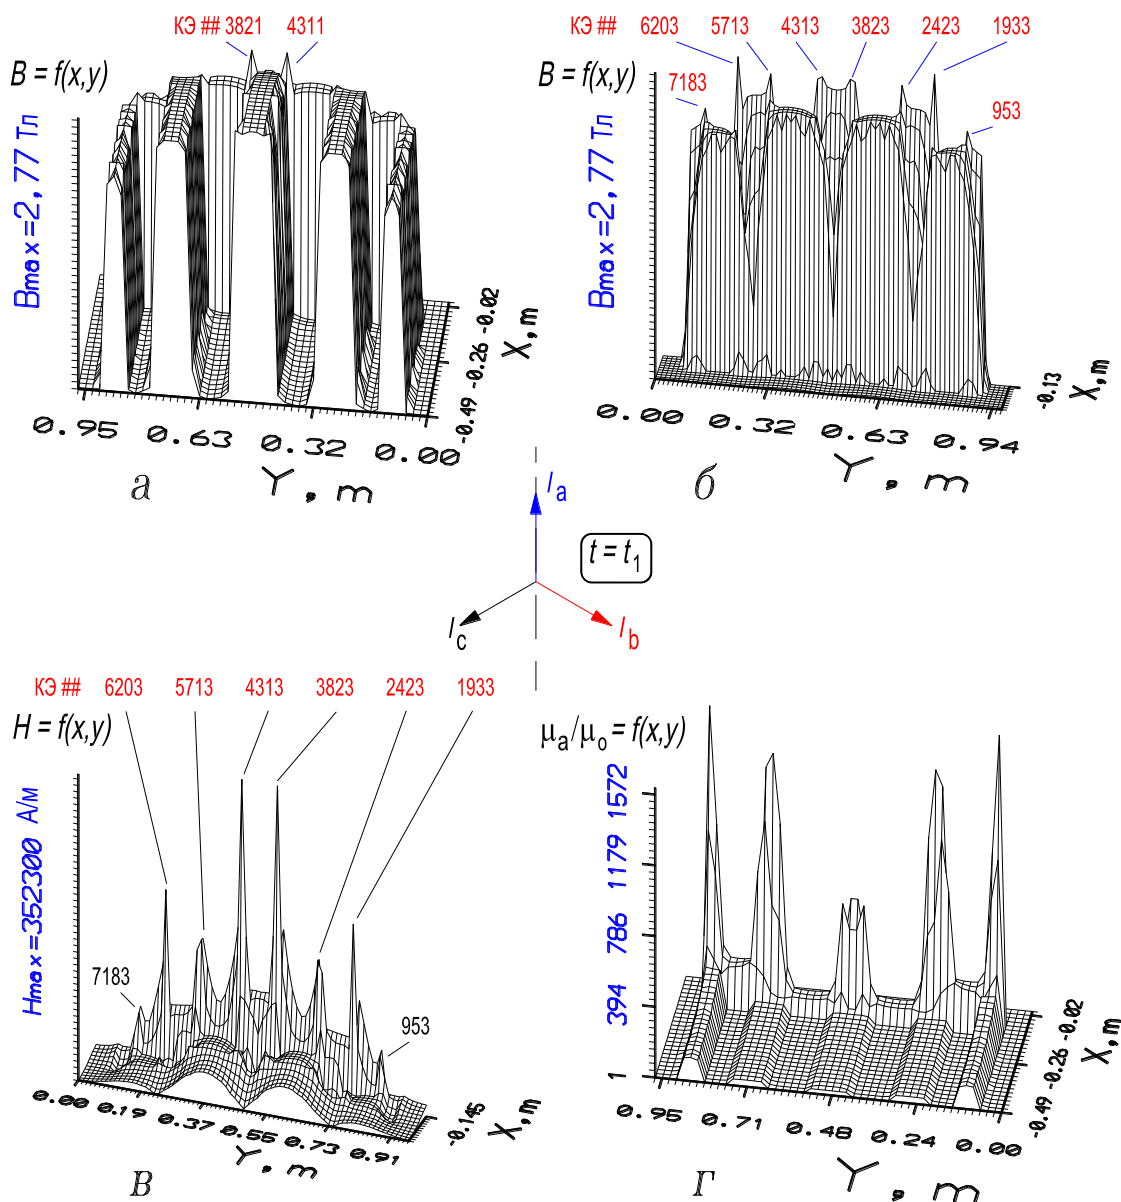 КЭ ## 3821 4311
B = f(x,y)
Bmax=2,77 Тл
-0.49 -0.26 -0.02
X, m
0.95 0.63 0.32 0.00
Y, m
а
КЭ ## 6203 5713 4313 3823 2423 1933
B = f(x,y)
7183
953
Bmax=2,77 Тл
-0.13
X, m
0.00 0.32 0.63 0.94
Y, m
б
Ia
t = t1
Ic
Ib
КЭ ## 6203 5713 4313 3823 2423 1933
H = f(x,y)
Hmax=352300 А/м
7183
953
-0.145
X, m
0.00 0.19 0.37 0.55 0.73 0.91
Y, m
В
μa/μo = f(x,y)
1 394 786 1179 1572
-0.49 -0.26 -0.02
X, m
0.95 0.71 0.48 0.24 0.00
Y, m
Г